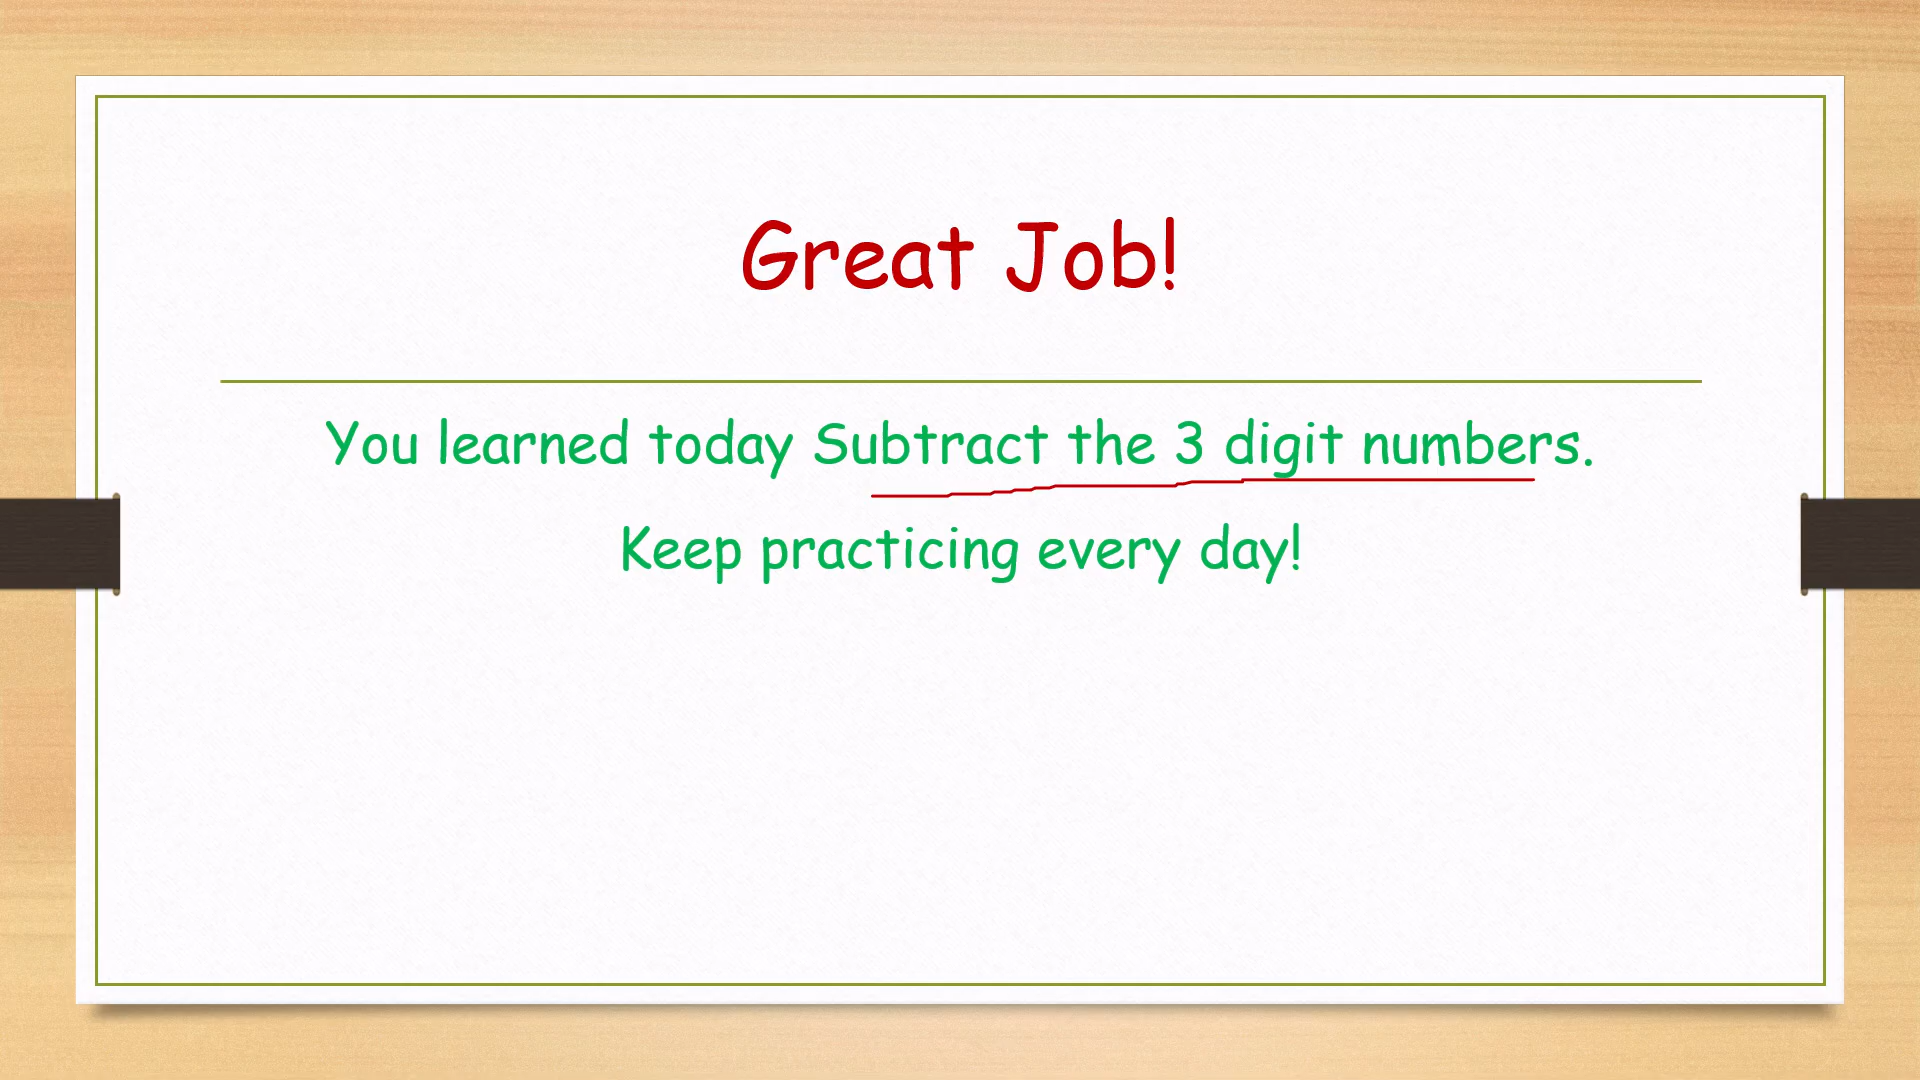 Great Job!
You learned today Subtract the 3 digit numbers.
Keep practicing every day!